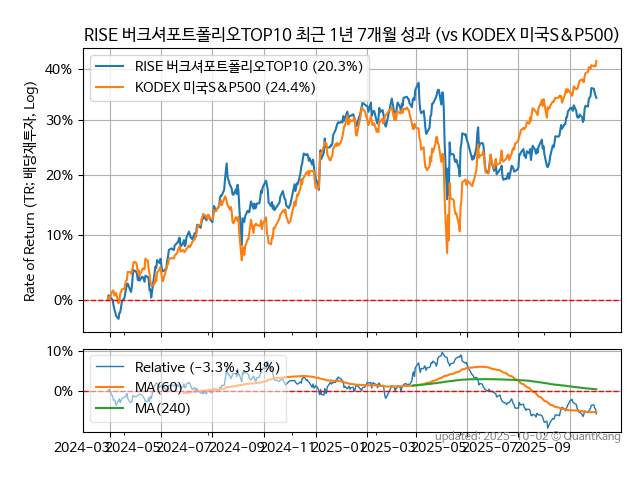 RISE 버크셔포트폴리오TOP10 최근 1년 7개월 성과 (vs KODEX 미국S&P500)
Rate of Return (TR: 배당재투자, Log)
40%
30%
20%
10%
0%
RISE 버크셔포트폴리오TOP10 (20.3%)
KODEX 미국S&P500 (24.4%)
10%
0%
Relative (−3.3%, 3.4%)
MA(60)
MA(240)
2024-03
2024-05
2024-07
2024-09
2024-11
2025-01
2025-03
2025-05
2025-07
2025-09
updated: 2025-10-02 © QuantKang